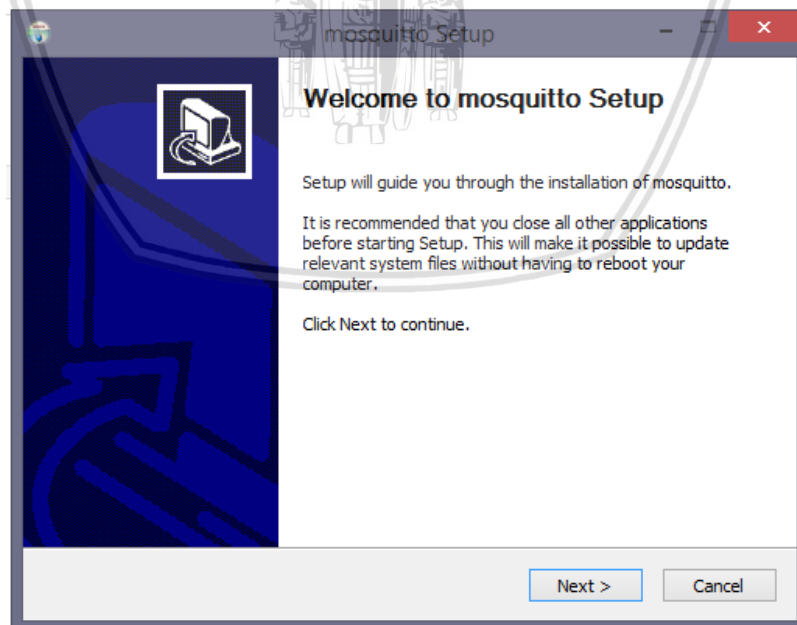 mosquitto Setup
Welcome to mosquitto Setup
Setup will guide you through the installation of mosquitto.
It is recommended that you close all other applications
before starting Setup. This will make it possible to update
relevant system files without having to reboot your
computer.
Click Next to continue.
Next >
Cancel